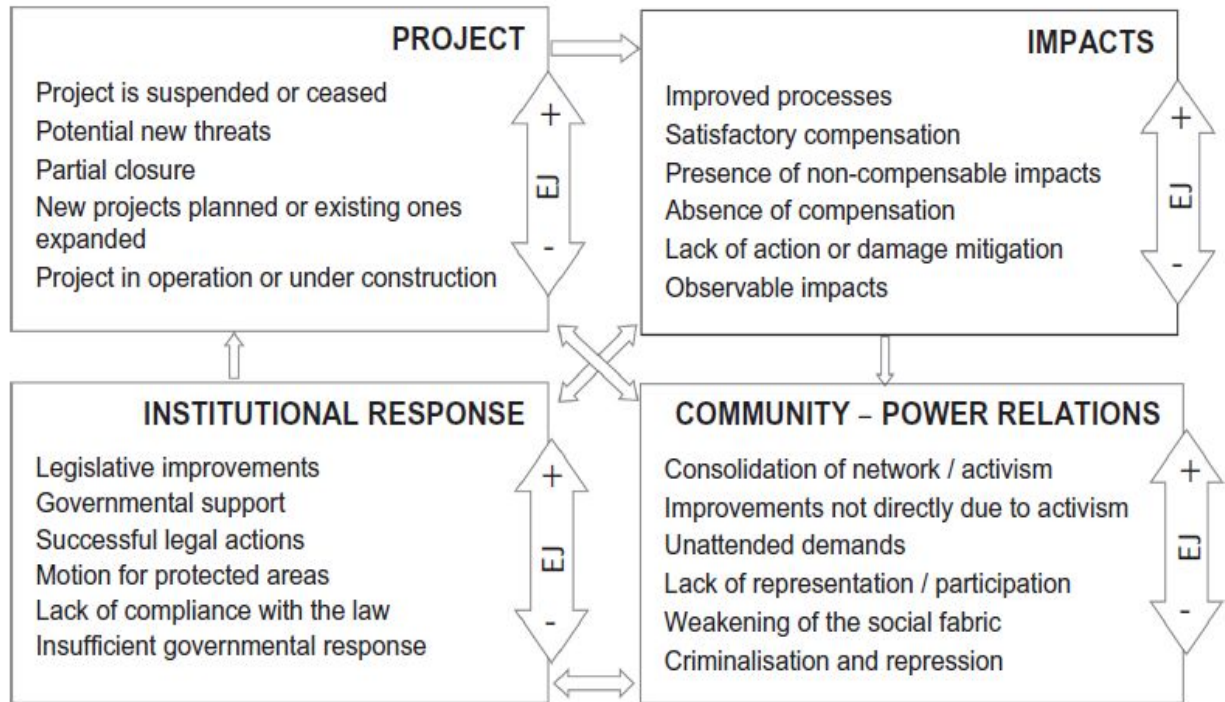 PROJECT
Project is suspended or ceased
Potential new threats
Partial closure
New projects planned or existing ones
expanded
Project in operation or under construction
+
EJ
-
IMPACTS
Improved processes
Satisfactory compensation
Presence of non-compensable impacts
Absence of compensation
Lack of action or damage mitigation
Observable impacts
+
EJ
-
INSTITUTIONAL RESPONSE
Legislative improvements
Governmental support
Successful legal actions
Motion for protected areas
Lack of compliance with the law
Insufficient governmental response
+
EJ
-
COMMUNITY – POWER RELATIONS
Consolidation of network / activism
Improvements not directly due to activism
Unattended demands
Lack of representation / participation
Weakening of the social fabric
Criminalisation and repression
+
EJ
-